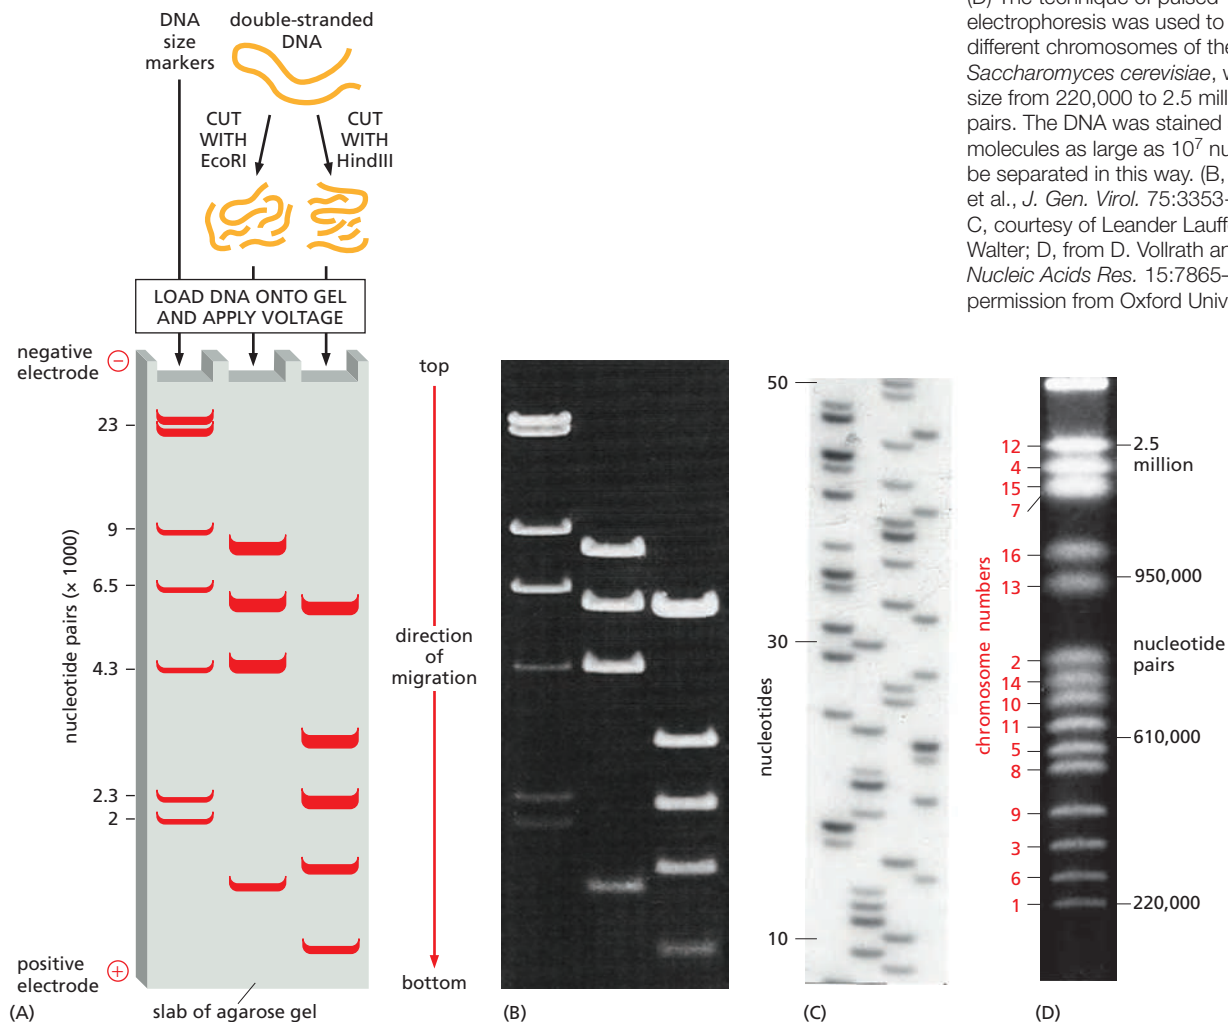 (D) The technique of pulsed-
electrophoresis was used to
different chromosomes of the
Saccharomyces cerevisiae, v
size from 220,000 to 2.5 mill
pairs. The DNA was stained
molecules as large as 10⁷ nu
be separated in this way. (B,
et al., J. Gen. Virol. 75:3353–
C, courtesy of Leander Lauff
Walter; D, from D. Vollrath an
Nucleic Acids Res. 15:7865–
permission from Oxford Univ
DNA
size
markers
double-stranded
DNA
CUT
WITH
EcoRI
CUT
WITH
HindIII
LOAD DNA ONTO GEL
AND APPLY VOLTAGE
negative
electrode
−
23
9
6.5
4.3
2.3
2
nucleotide pairs (× 1000)
positive
electrode
+
slab of agarose gel
(A)
top
direction
of
migration
bottom
(B)
50
30
10
nucleotides
(C)
12
4
15
7
16
13
2
14
10
11
5
8
9
3
6
1
chromosome numbers
2.5
million
950,000
nucleotide
pairs
610,000
220,000
(D)